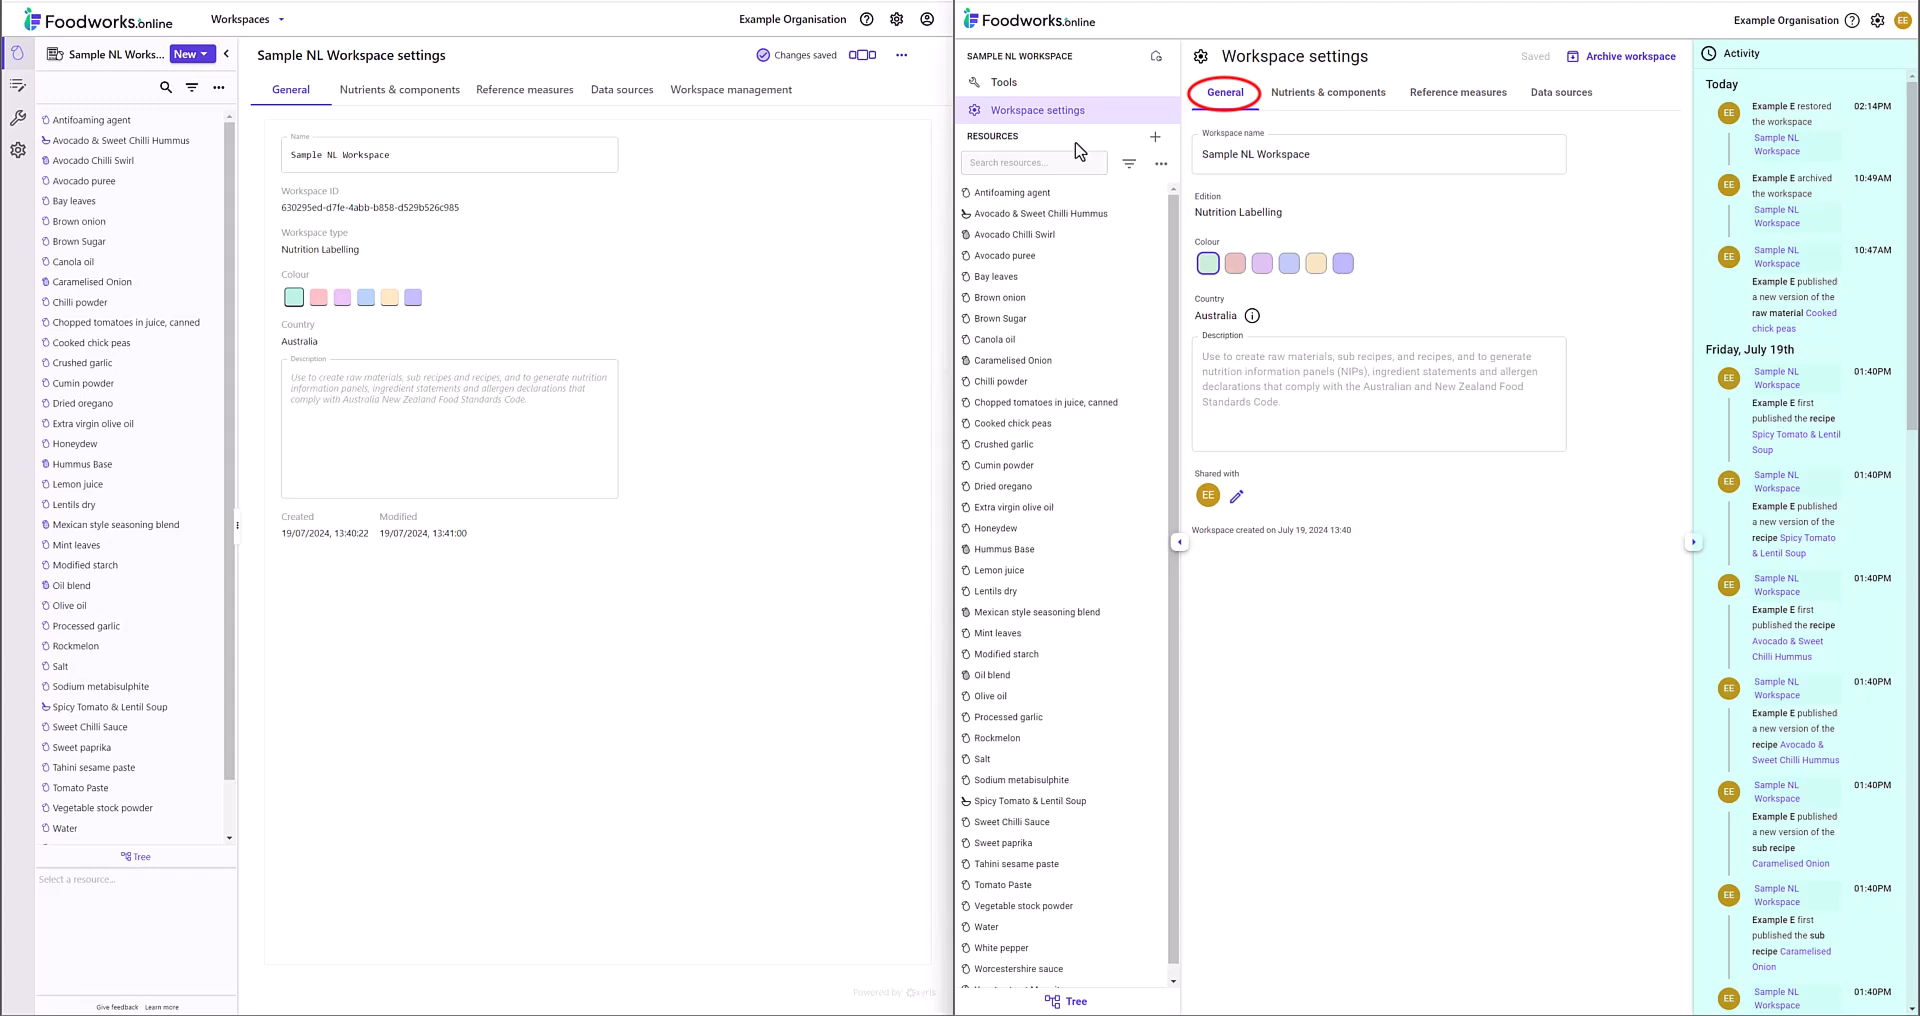 Foodworks.online
Workspaces
Example Organisation
Sample NL Works...
New
Sample NL Workspace settings
Changes saved
General
Nutrients & components
Reference measures
Data sources
Workspace management
Antifoaming agent
Avocado & Sweet Chilli Hummus
Avocado Chilli Swirl
Avocado puree
Bay leaves
Brown onion
Brown Sugar
Canola oil
Caramelised Onion
Chilli powder
Chopped tomatoes in juice, canned
Cooked chick peas
Crushed garlic
Cumin powder
Dried oregano
Extra virgin olive oil
Honeydew
Hummus Base
Lemon juice
Lentils dry
Mexican style seasoning blend
Mint leaves
Modified starch
Oil blend
Olive oil
Processed garlic
Rockmelon
Salt
Sodium metabisulphite
Spicy Tomato & Lentil Soup
Sweet Chilli Sauce
Sweet paprika
Tahini sesame paste
Tomato Paste
Vegetable stock powder
Water
Tree
Select a resource...
Give feedback
Learn more
Name
Sample NL Workspace
Workspace ID
630295ed-d7fe-4abb-b858-d529b526c985
Workspace type
Nutrition Labelling
Colour
Country
Australia
Description
Use to create raw materials, sub recipes and recipes, and to generate nutrition
information panels, ingredient statements and allergen declarations that
comply with Australia New Zealand Food Standards Code.
Created
Modified
19/07/2024, 13:40:22
19/07/2024, 13:41:00
Powered by xyris
Foodworks.online
Example Organisation
EE
SAMPLE NL WORKSPACE
Tools
Workspace settings
RESOURCES
Search resources...
Antifoaming agent
Avocado & Sweet Chilli Hummus
Avocado Chilli Swirl
Avocado puree
Bay leaves
Brown onion
Brown Sugar
Canola oil
Caramelised Onion
Chilli powder
Chopped tomatoes in juice, canned
Cooked chick peas
Crushed garlic
Cumin powder
Dried oregano
Extra virgin olive oil
Honeydew
Hummus Base
Lemon juice
Lentils dry
Mexican style seasoning blend
Mint leaves
Modified starch
Oil blend
Olive oil
Processed garlic
Rockmelon
Salt
Sodium metabisulphite
Spicy Tomato & Lentil Soup
Sweet Chilli Sauce
Sweet paprika
Tahini sesame paste
Tomato Paste
Vegetable stock powder
Water
White pepper
Worcestershire sauce
Tree
Workspace settings
Saved
Archive workspace
General
Nutrients & components
Reference measures
Data sources
Workspace name
Sample NL Workspace
Edition
Nutrition Labelling
Colour
Country
Australia
Description
Use to create raw materials, sub recipes, and recipes, and to generate
nutrition information panels (NIPs), ingredient statements and allergen
declarations that comply with the Australian and New Zealand Food
Standards Code.
Shared with
EE
Workspace created on July 19, 2024 13:40
Activity
Today
EE
Example E restored
02:14PM
the workspace
Sample NL
Workspace
EE
Example E archived
10:49AM
the workspace
Sample NL
Workspace
EE
Sample NL
10:47AM
Workspace
Example E published
a new version of the
raw material Cooked
chick peas
Friday, July 19th
EE
Sample NL
01:40PM
Workspace
Example E first
published the recipe
Spicy Tomato & Lentil
Soup
EE
Sample NL
01:40PM
Workspace
Example E published
a new version of the
recipe Spicy Tomato
& Lentil Soup
EE
Sample NL
01:40PM
Workspace
Example E first
published the recipe
Avocado & Sweet
Chilli Hummus
EE
Sample NL
01:40PM
Workspace
Example E published
a new version of the
recipe Avocado &
Sweet Chilli Hummus
EE
Sample NL
01:40PM
Workspace
Example E published
a new version of the
sub recipe
Caramelised Onion
EE
Sample NL
01:40PM
Workspace
Example E first
published the sub
recipe Caramelised
Onion
EE
Sample NL
01:40PM
Workspace